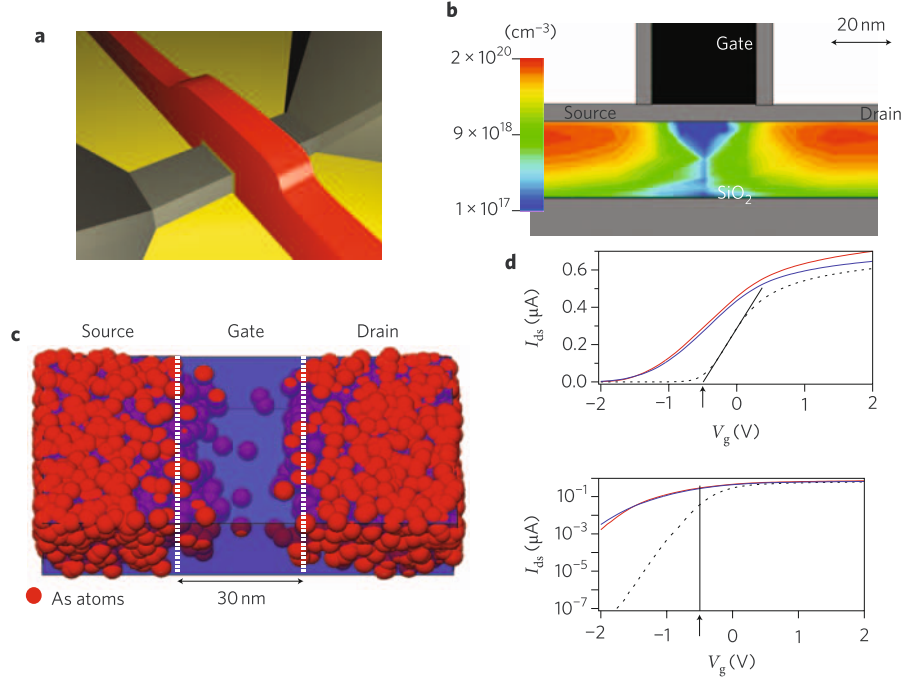 a
b
(cm⁻³)
2 × 10²⁰
9 × 10¹⁸
1 × 10¹⁷
Gate
20 nm
Source
Drain
SiO₂
c
Source Gate Drain
As atoms
30 nm
d
I_ds (μA)
0.6
0.4
0.2
0.0
−2 −1 0 1 2
V_g (V)
I_ds (μA)
10⁻¹
10⁻³
10⁻⁵
10⁻⁷
−2 −1 0 1 2
V_g (V)